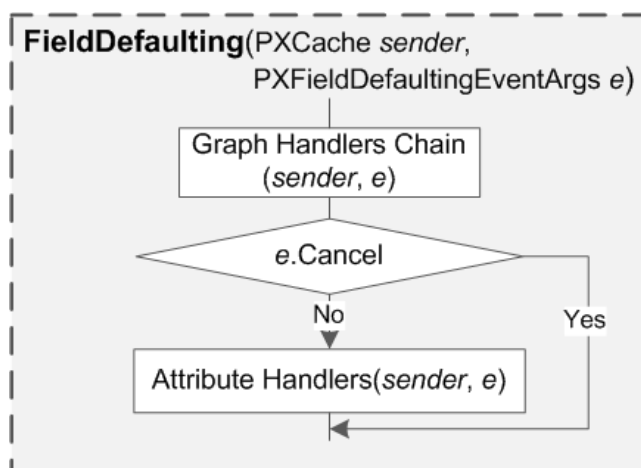 FieldDefaulting(PXCache sender,
PXFieldDefaultingEventArgs e)
Graph Handlers Chain
(sender, e)
e.Cancel
No
Yes
Attribute Handlers(sender, e)